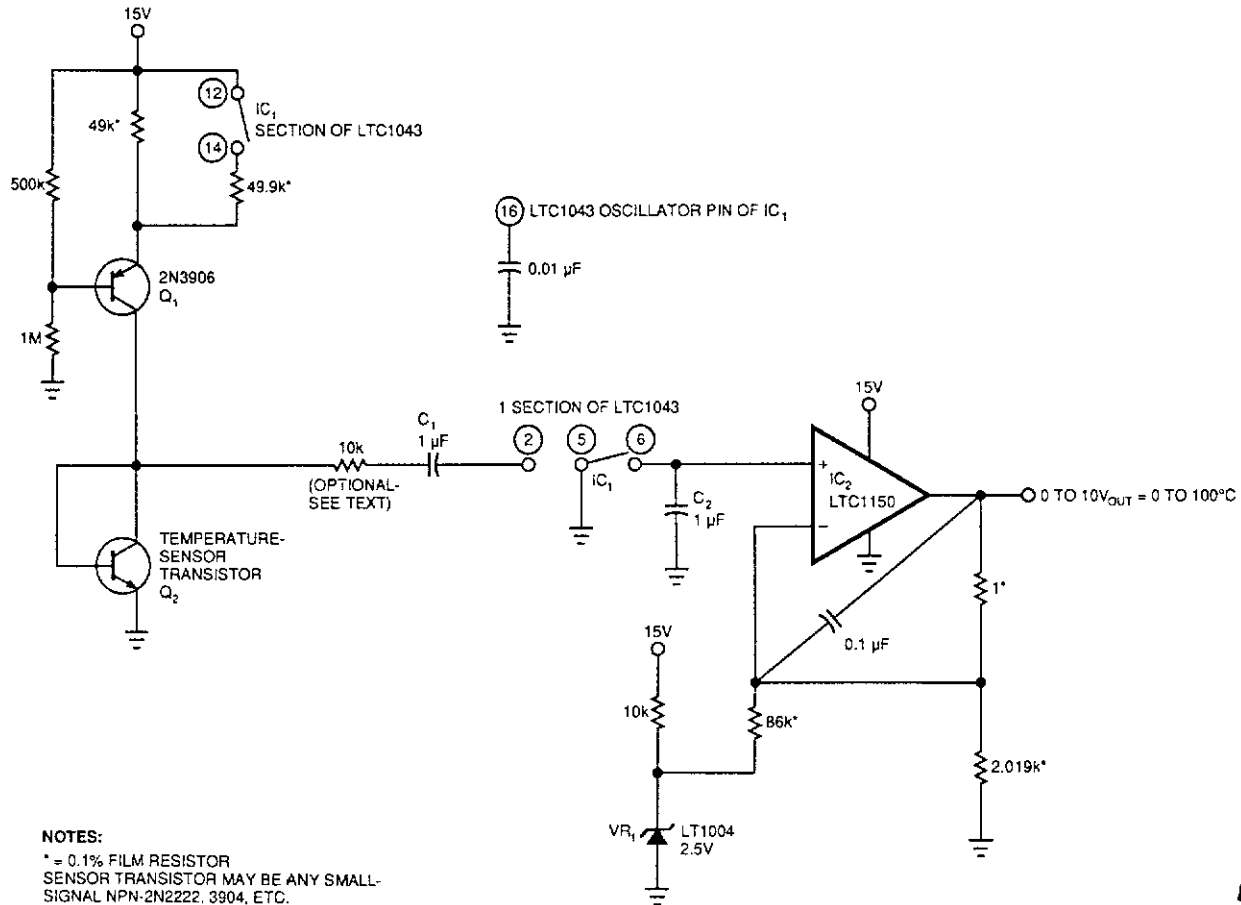 15V
12
IC1
SECTION OF LTC1043
49k*
14
500k
49.9k*
16 LTC1043 OSCILLATOR PIN OF IC1
2N3906
Q1
0.01 µF
1M
15V
1 SECTION OF LTC1043
C1
1 µF
2
5
6
10k
(OPTIONAL-
SEE TEXT)
IC1
+
IC2
LTC1150
−
0 TO 10VOUT = 0 TO 100°C
C2
1 µF
TEMPERATURE-
SENSOR
TRANSISTOR
Q2
1*
15V
0.1 µF
10k
86k*
2.019k*
VR1
LT1004
2.5V
NOTES:
* = 0.1% FILM RESISTOR
SENSOR TRANSISTOR MAY BE ANY SMALL-
SIGNAL NPN-2N2222, 3904, ETC.